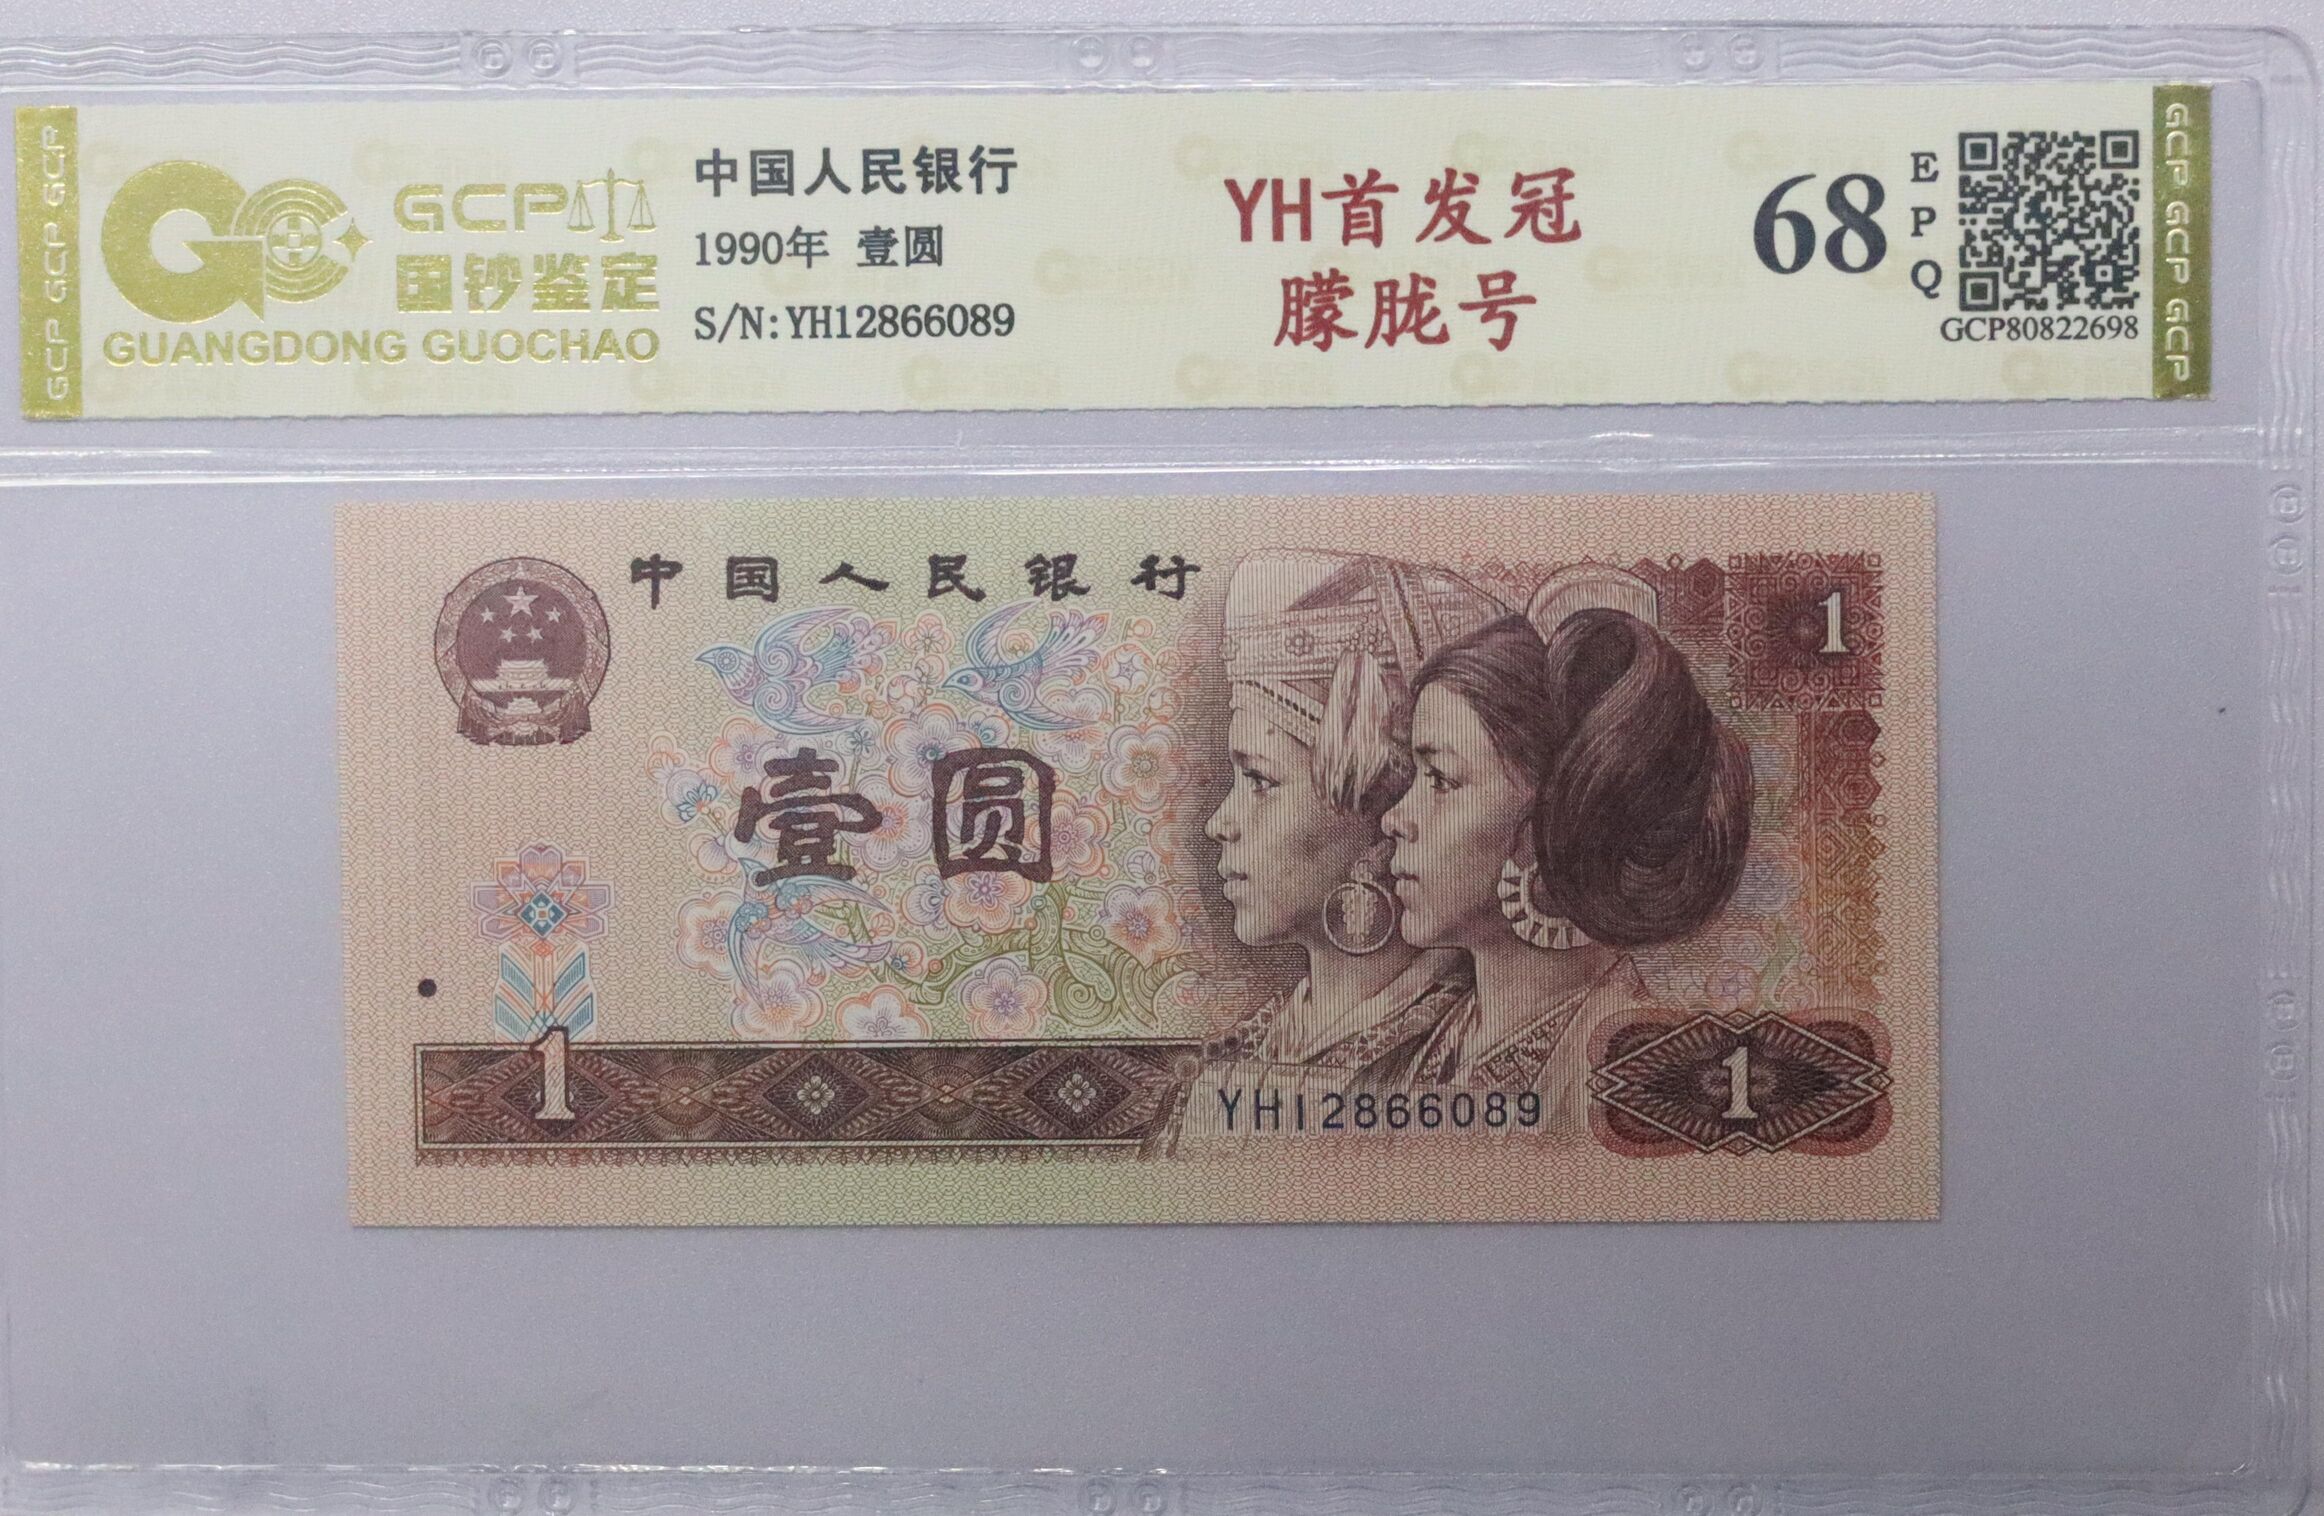 GCP GCP GCP
GCP
国钞鉴定
GUANGDONG GUOCHAO
中国人民银行
1990年 壹圆
S/N:YH12866089
YH首发冠
朦胧号
68
EPQ
GCP80822698
GCP GCP GCP
中国人民银行
1
壹圆
1
YH12866089
1